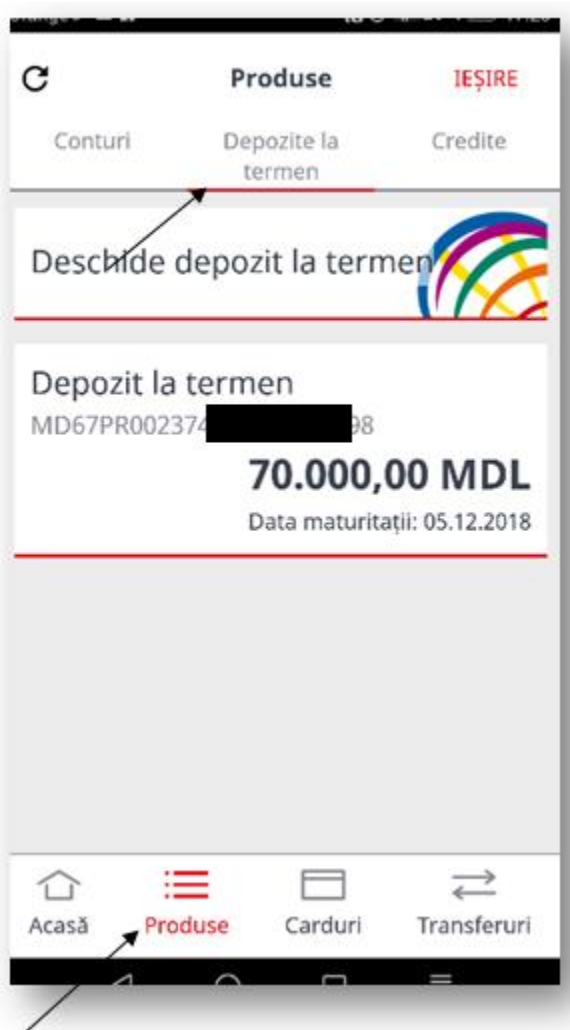 Produse
IEȘIRE
Conturi
Depozite la
termen
Credite
Deschide depozit la termen
Depozit la termen
MD67PR002374 98
70.000,00 MDL
Data maturitații: 05.12.2018
Acasă
Produse
Carduri
Transferuri